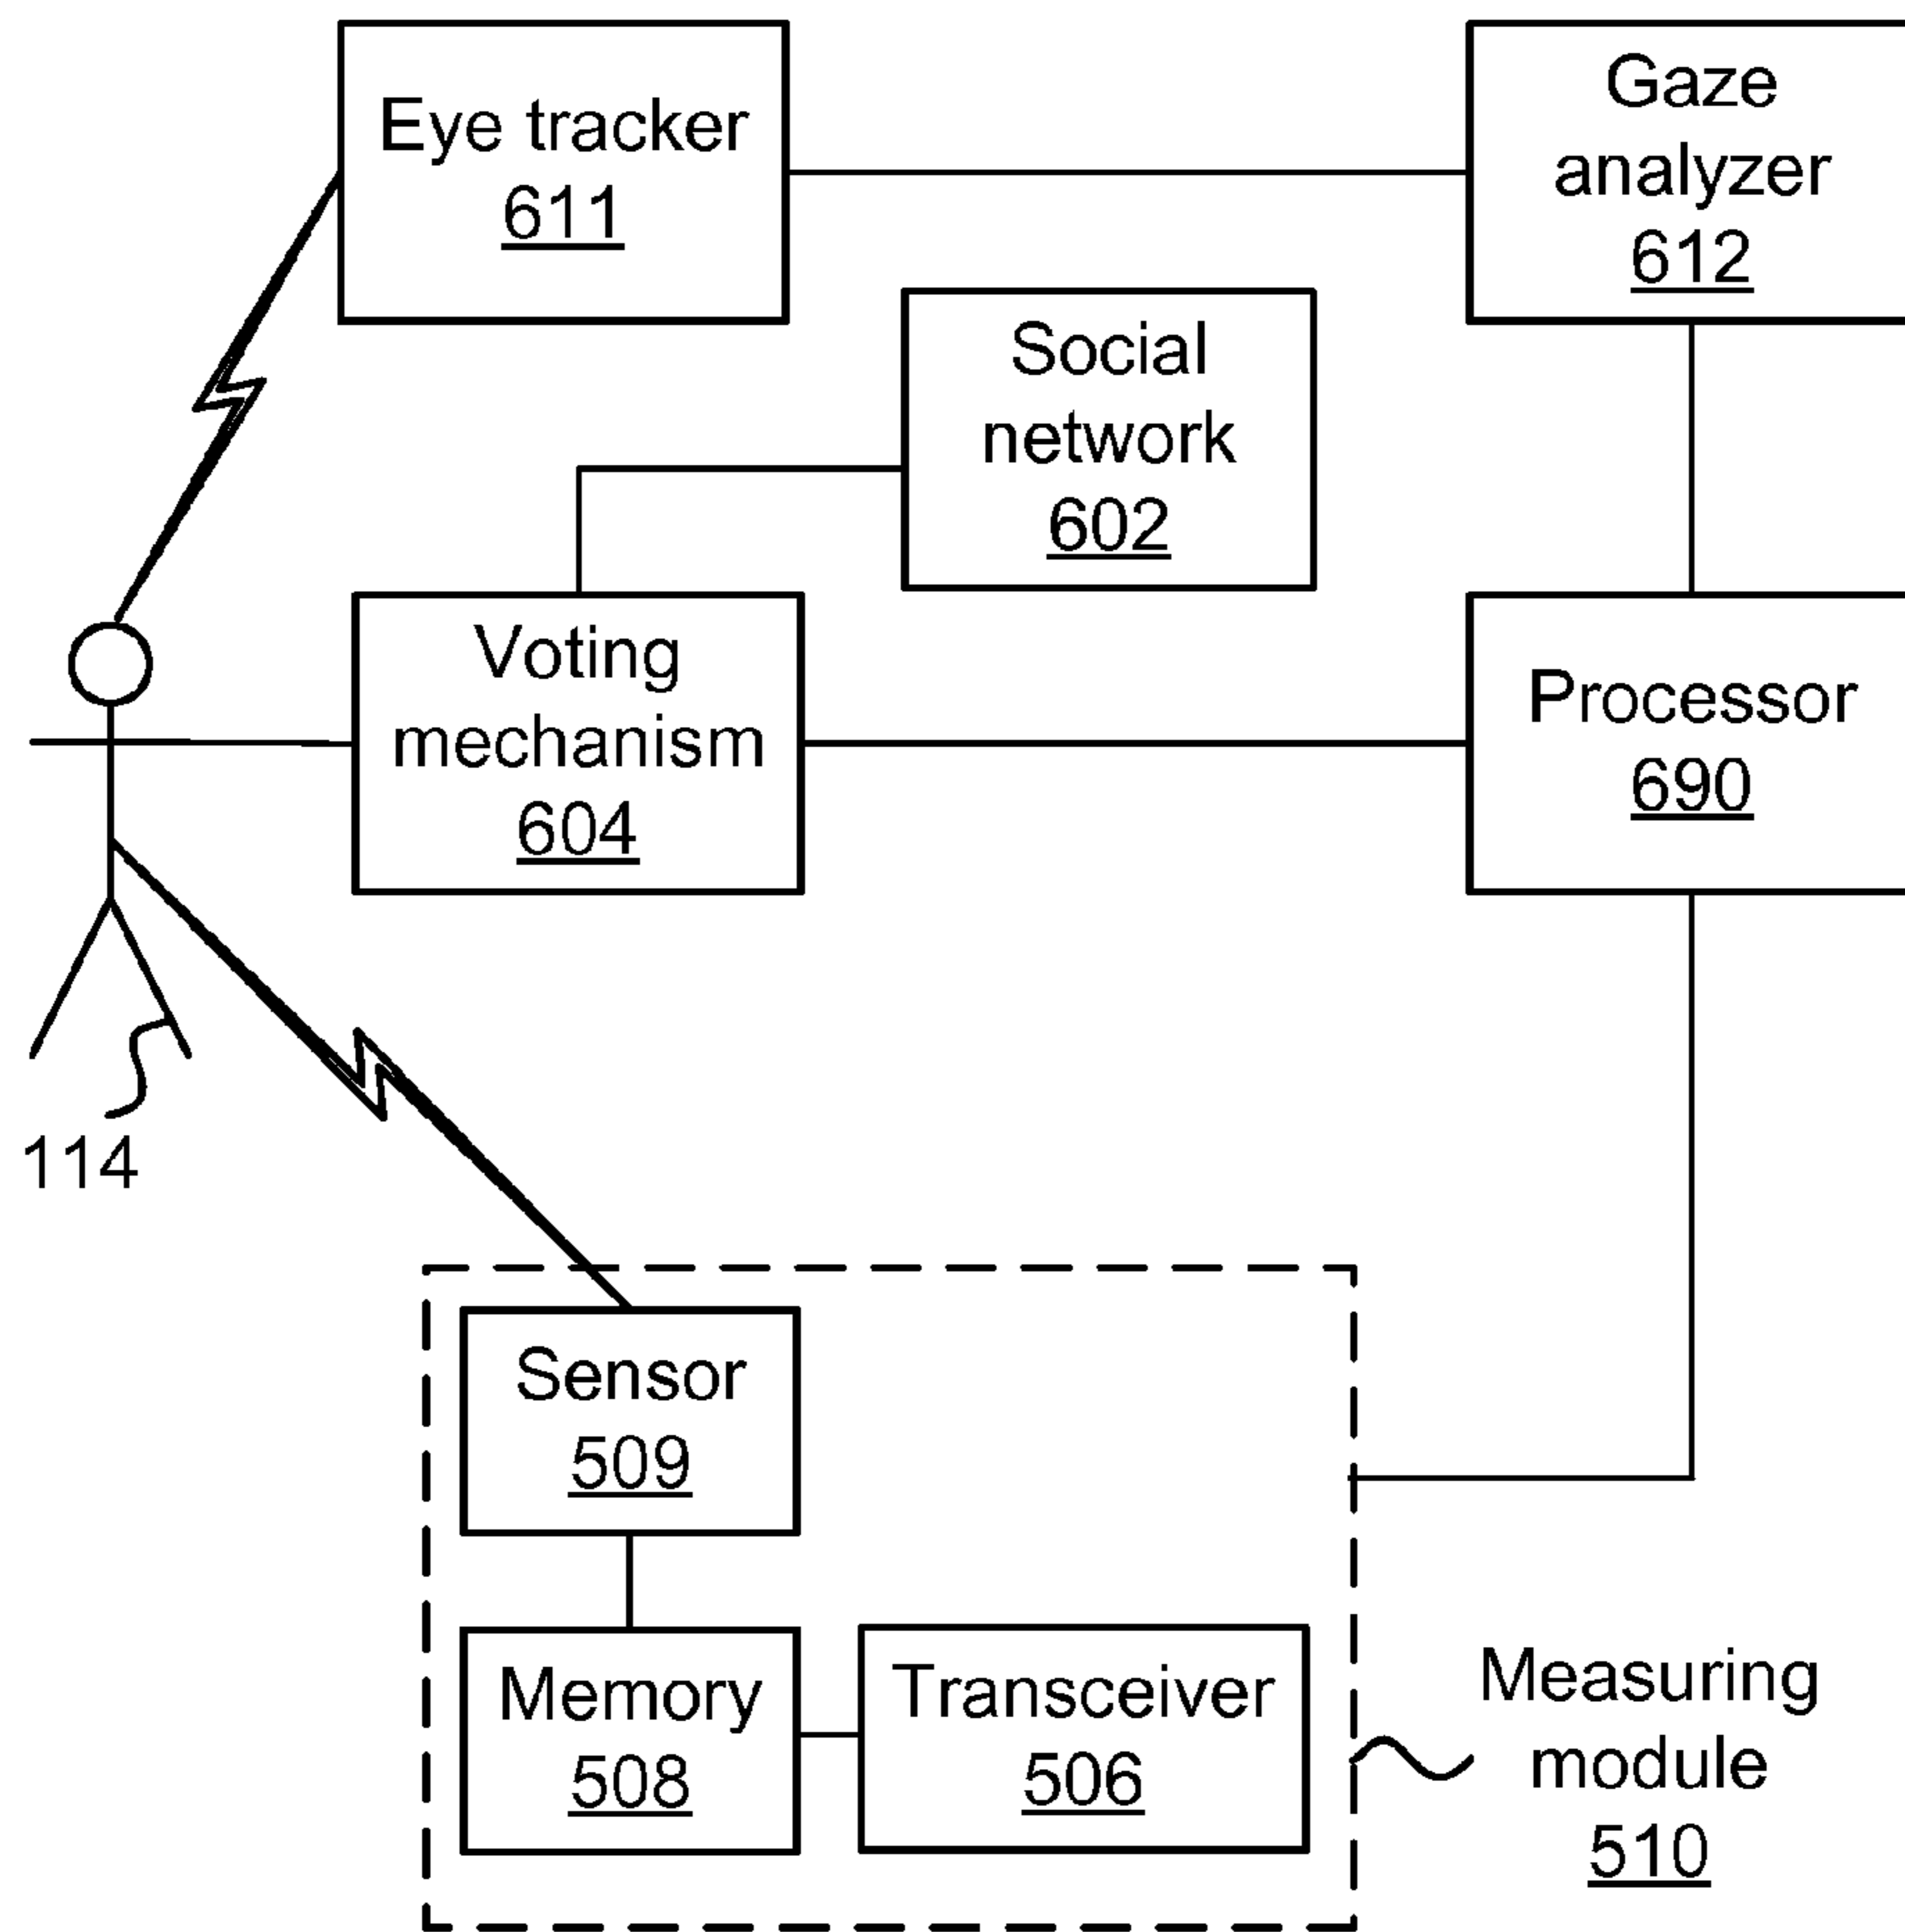 Eye tracker
611
Gaze
analyzer
612
Social
network
602
Voting
mechanism
604
Processor
690
114
Sensor
509
Memory
508
Transceiver
506
Measuring
module
510